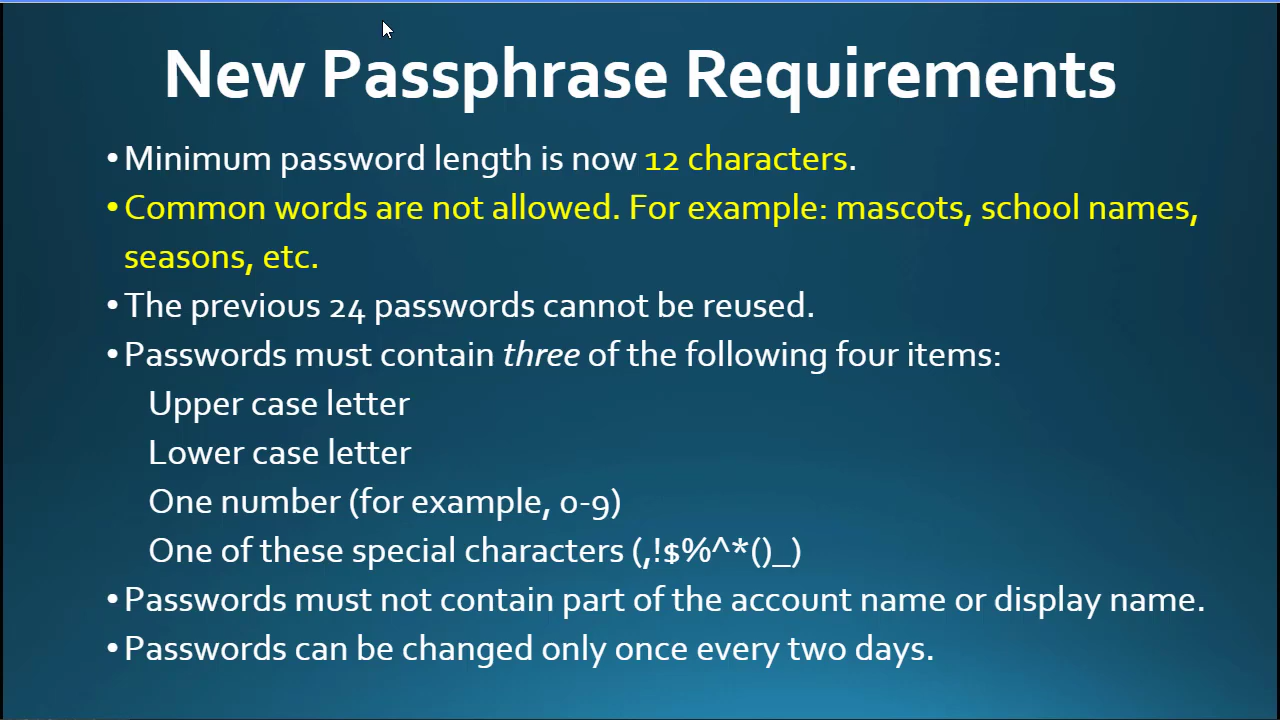 New Passphrase Requirements
•Minimum password length is now 12 characters.
•Common words are not allowed. For example: mascots, school names,
seasons, etc.
•The previous 24 passwords cannot be reused.
•Passwords must contain three of the following four items:
Upper case letter
Lower case letter
One number (for example, 0-9)
One of these special characters (,!$%^*()_)
•Passwords must not contain part of the account name or display name.
•Passwords can be changed only once every two days.